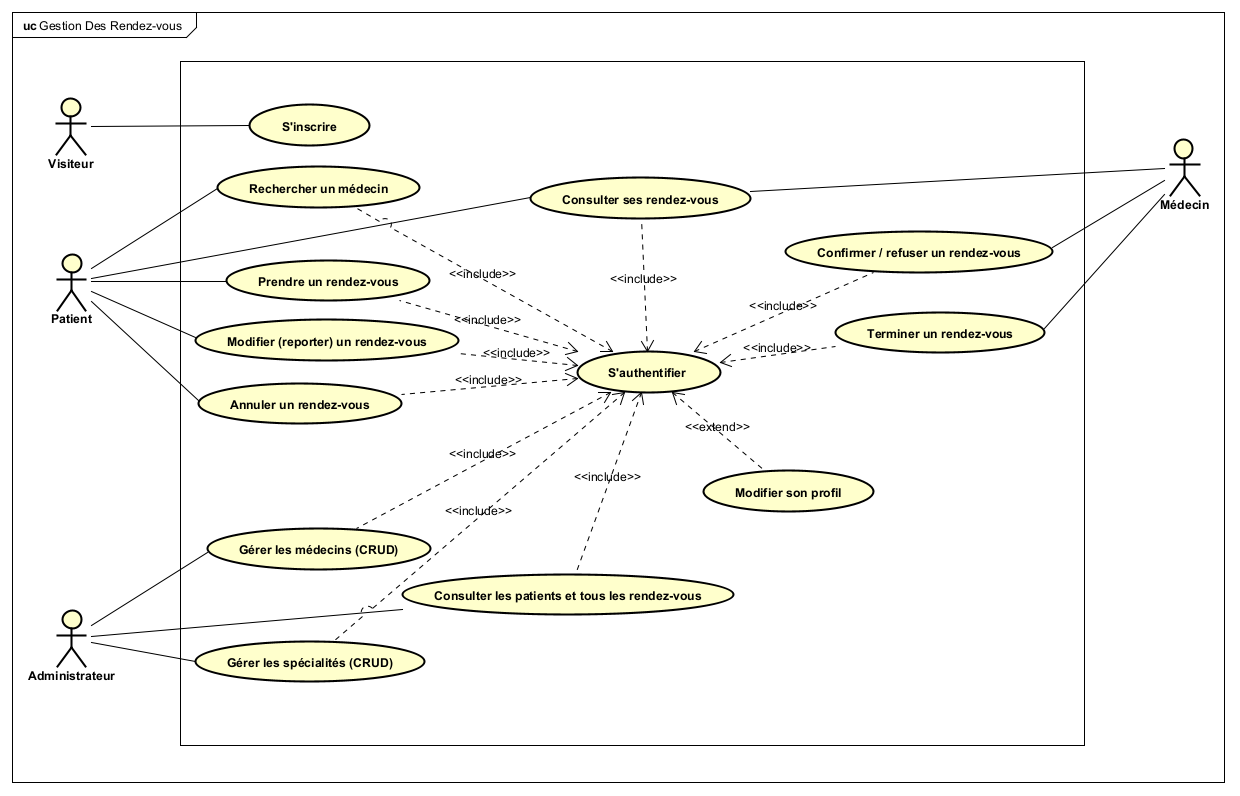 uc Gestion Des Rendez-vous
S'inscrire
Visiteur
Rechercher un médecin
Consulter ses rendez-vous
Médecin
Confirmer / refuser un rendez-vous
<<include>>
<<include>>
Prendre un rendez-vous
<<include>>
Patient
<<include>>
Terminer un rendez-vous
Modifier (reporter) un rendez-vous
<<include>>
<<include>>
S'authentifier
<<include>>
Annuler un rendez-vous
<<extend>>
<<include>>
<<include>>
Modifier son profil
<<include>>
Gérer les médecins (CRUD)
Consulter les patients et tous les rendez-vous
Gérer les spécialités (CRUD)
Administrateur